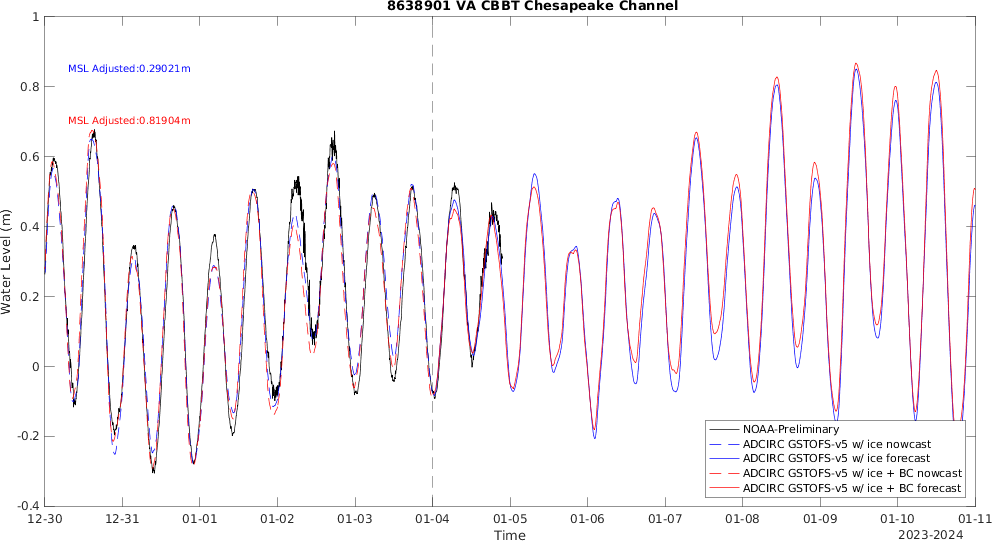 8638901 VA CBBT Chesapeake Channel
1
0.8
0.6
0.4
0.2
0
-0.2
-0.4
Water Level (m)
MSL Adjusted:0.29021m
MSL Adjusted:0.81904m
NOAA-Preliminary
ADCIRC GSTOFS-v5 w/ ice nowcast
ADCIRC GSTOFS-v5 w/ ice forecast
ADCIRC GSTOFS-v5 w/ ice + BC nowcast
ADCIRC GSTOFS-v5 w/ ice + BC forecast
12-30 12-31 01-01 01-02 01-03 01-04 01-05 01-06 01-07 01-08 01-09 01-10 01-11
Time
2023-2024